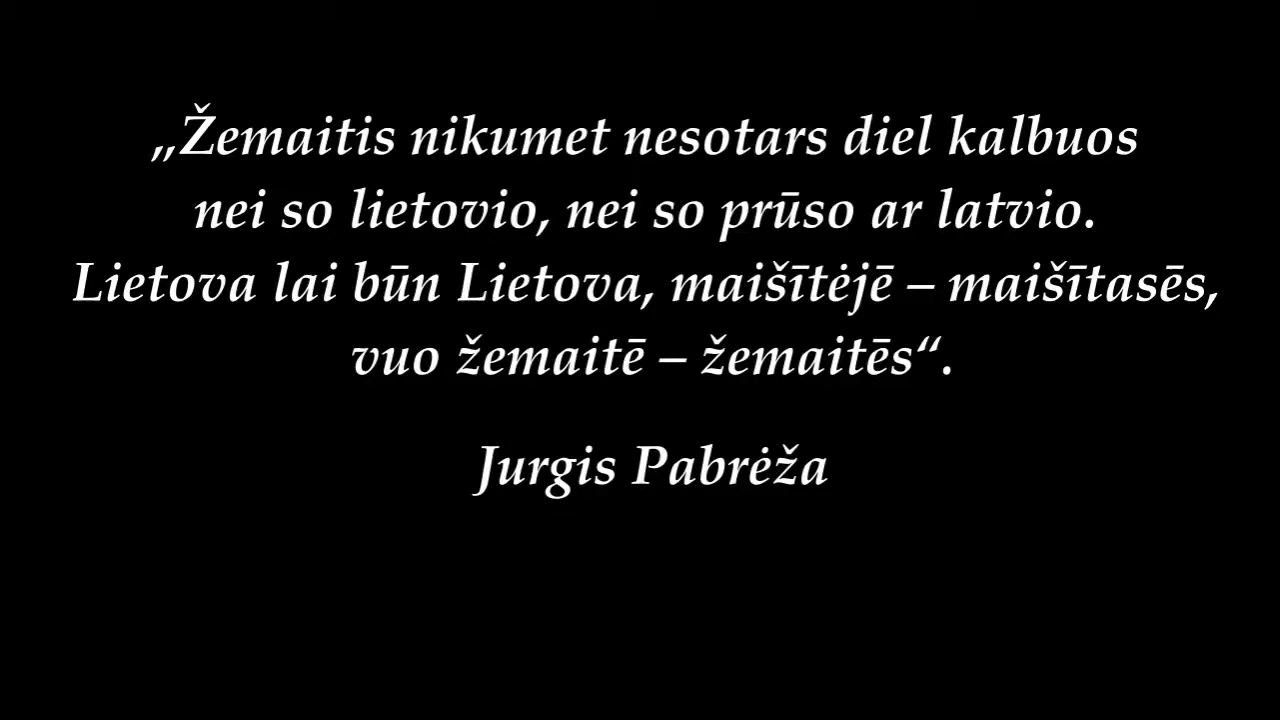 „Žemaitis nikumet nesotars diel kalbuos
nei so lietovio, nei so prūso ar latvio.
Lietova lai būn Lietova, maišītėjē – maišītasēs,
vuo žemaitē – žemaitēs“.
Jurgis Pabrėža